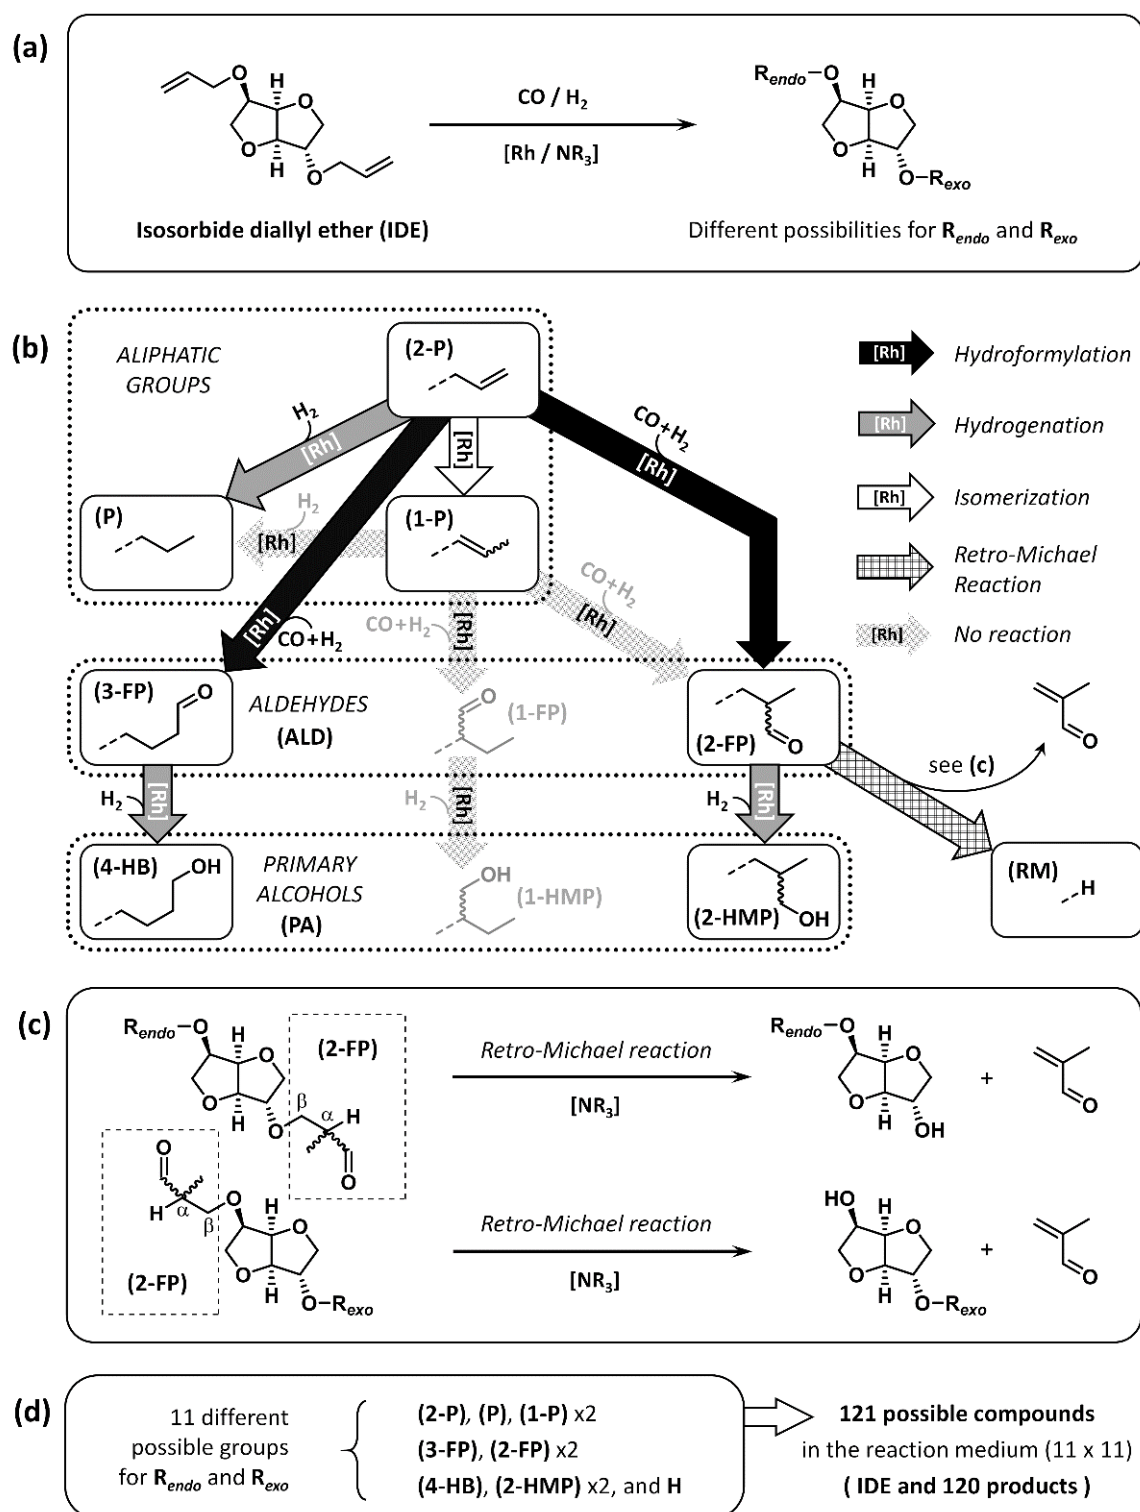 (a)
O
H
O
O
H
O
Isosorbide diallyl ether (IDE)
CO / H2
[Rh / NR3]
Rendo–O
H
O
O
H
O–Rexo
Different possibilities for Rendo and Rexo
(b)
ALIPHATIC
GROUPS
(2-P)
H2
[Rh]
[Rh]
CO+H2
[Rh]
(P)
H2
[Rh]
(1-P)
[Rh]
CO+H2
CO+H2
[Rh]
CO+H2
[Rh]
[Rh] Hydroformylation
[Rh] Hydrogenation
[Rh] Isomerization
Retro-Michael
Reaction
[Rh] No reaction
(3-FP)
O
ALDEHYDES
(ALD)
O
(1-FP)
(2-FP)
O
see (c)
O
H2
[Rh]
H2
[Rh]
H2
[Rh]
(4-HB)
OH
PRIMARY
ALCOHOLS
(PA)
OH
(1-HMP)
(2-HMP)
OH
(RM)
H
(c)
Rendo–O
H
O
O
H
O
β
α
H
O
(2-FP)
Retro-Michael reaction
[NR3]
Rendo–O
H
O
O
H
OH
+
O
O
H
α
β
O
(2-FP)
H
O
O
H
O–Rexo
Retro-Michael reaction
[NR3]
HO
H
O
O
H
O–Rexo
+
O
(d)
11 different
possible groups
for Rendo and Rexo
(2-P), (P), (1-P) x2
(3-FP), (2-FP) x2
(4-HB), (2-HMP) x2, and H
121 possible compounds
in the reaction medium (11 x 11)
( IDE and 120 products )